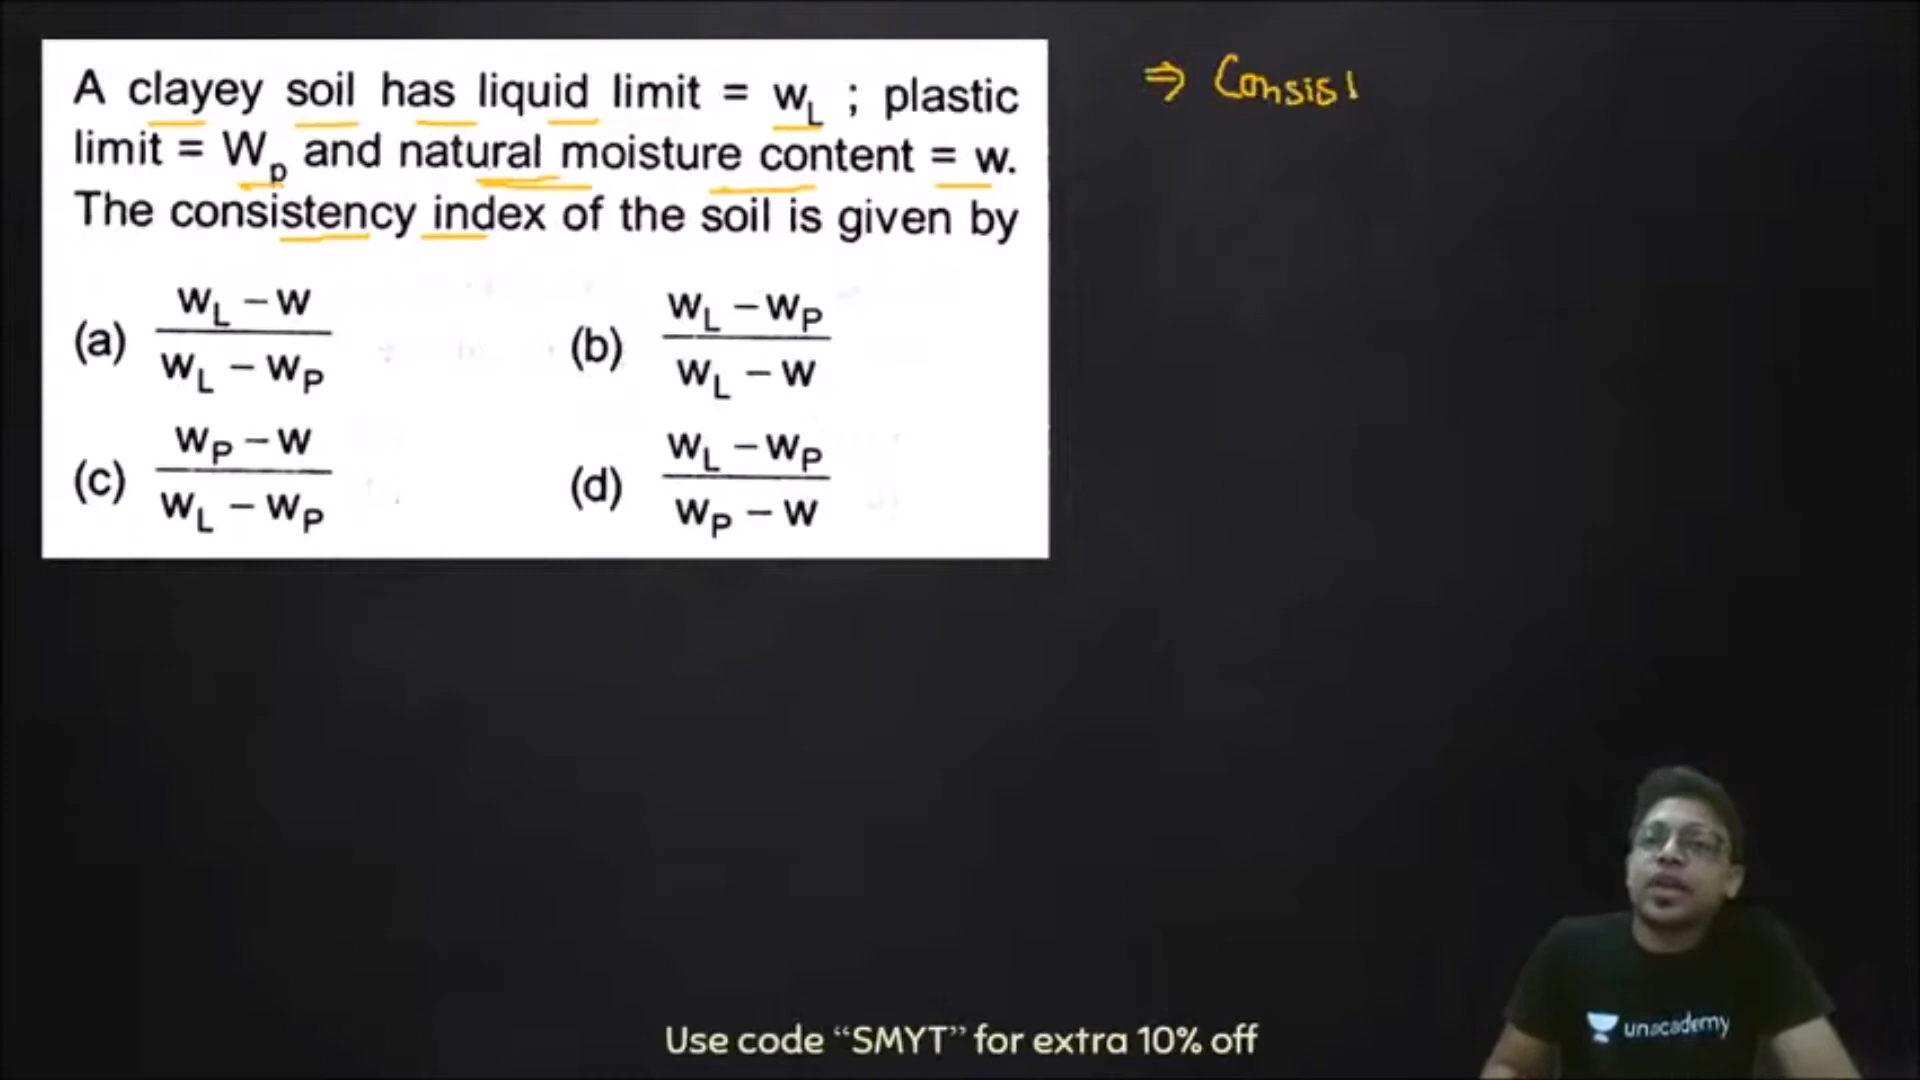 A clayey soil has liquid limit = w_L ; plastic
limit = W_p and natural moisture content = w.
The consistency index of the soil is given by
(a) (w_L - w) / (w_L - w_P)
(b) (w_L - w_P) / (w_L - w)
(c) (w_P - w) / (w_L - w_P)
(d) (w_L - w_P) / (w_P - w)
⇒ Consis
unacademy
Use code “SMYT” for extra 10% off